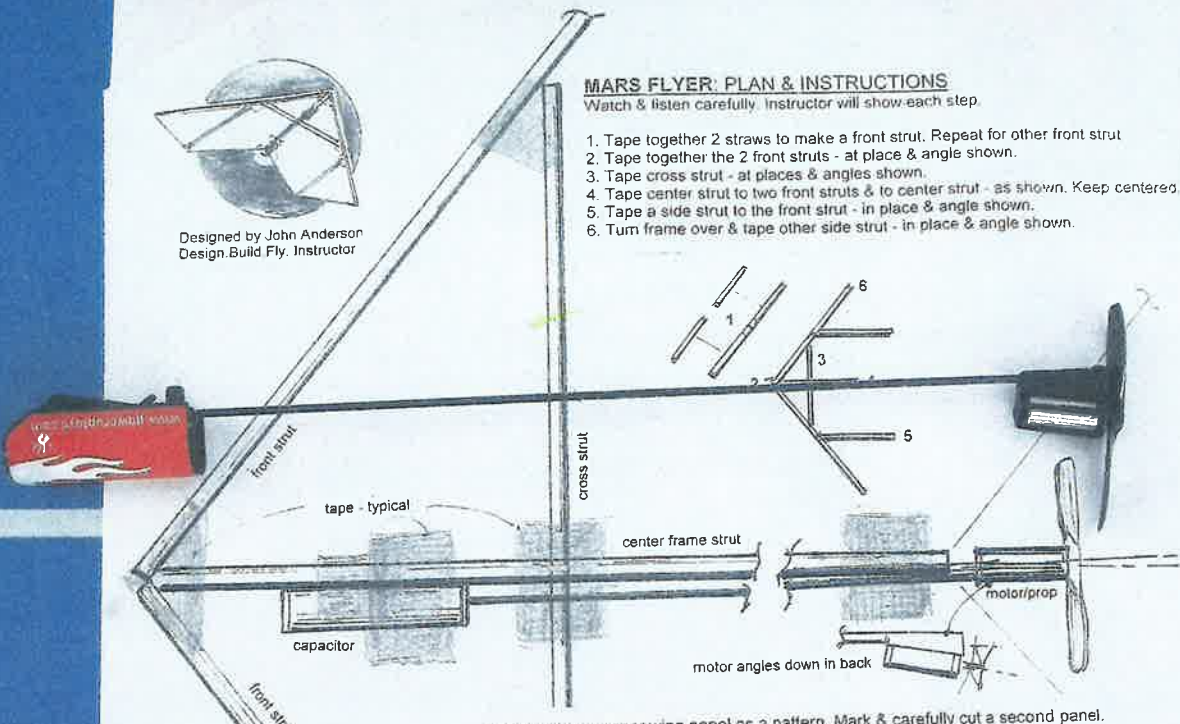 MARS FLYER: PLAN & INSTRUCTIONS
Watch & listen carefully. Instructor will show each step.
1. Tape together 2 straws to make a front strut. Repeat for other front strut
2. Tape together the 2 front struts - at place & angle shown.
3. Tape cross strut - at places & angles shown.
4. Tape center strut to two front struts & to center strut - as shown. Keep centered.
5. Tape a side strut to the front strut - in place & angle shown.
6. Turn frame over & tape other side strut - in place & angle shown.
Designed by John Anderson
Design.Build Fly. Instructor
6
1
3
2
5
front strut
cross strut
tape - typical
center frame strut
motor/prop
capacitor
motor angles down in back
front
panel as a pattern. Mark & carefully cut a second panel.